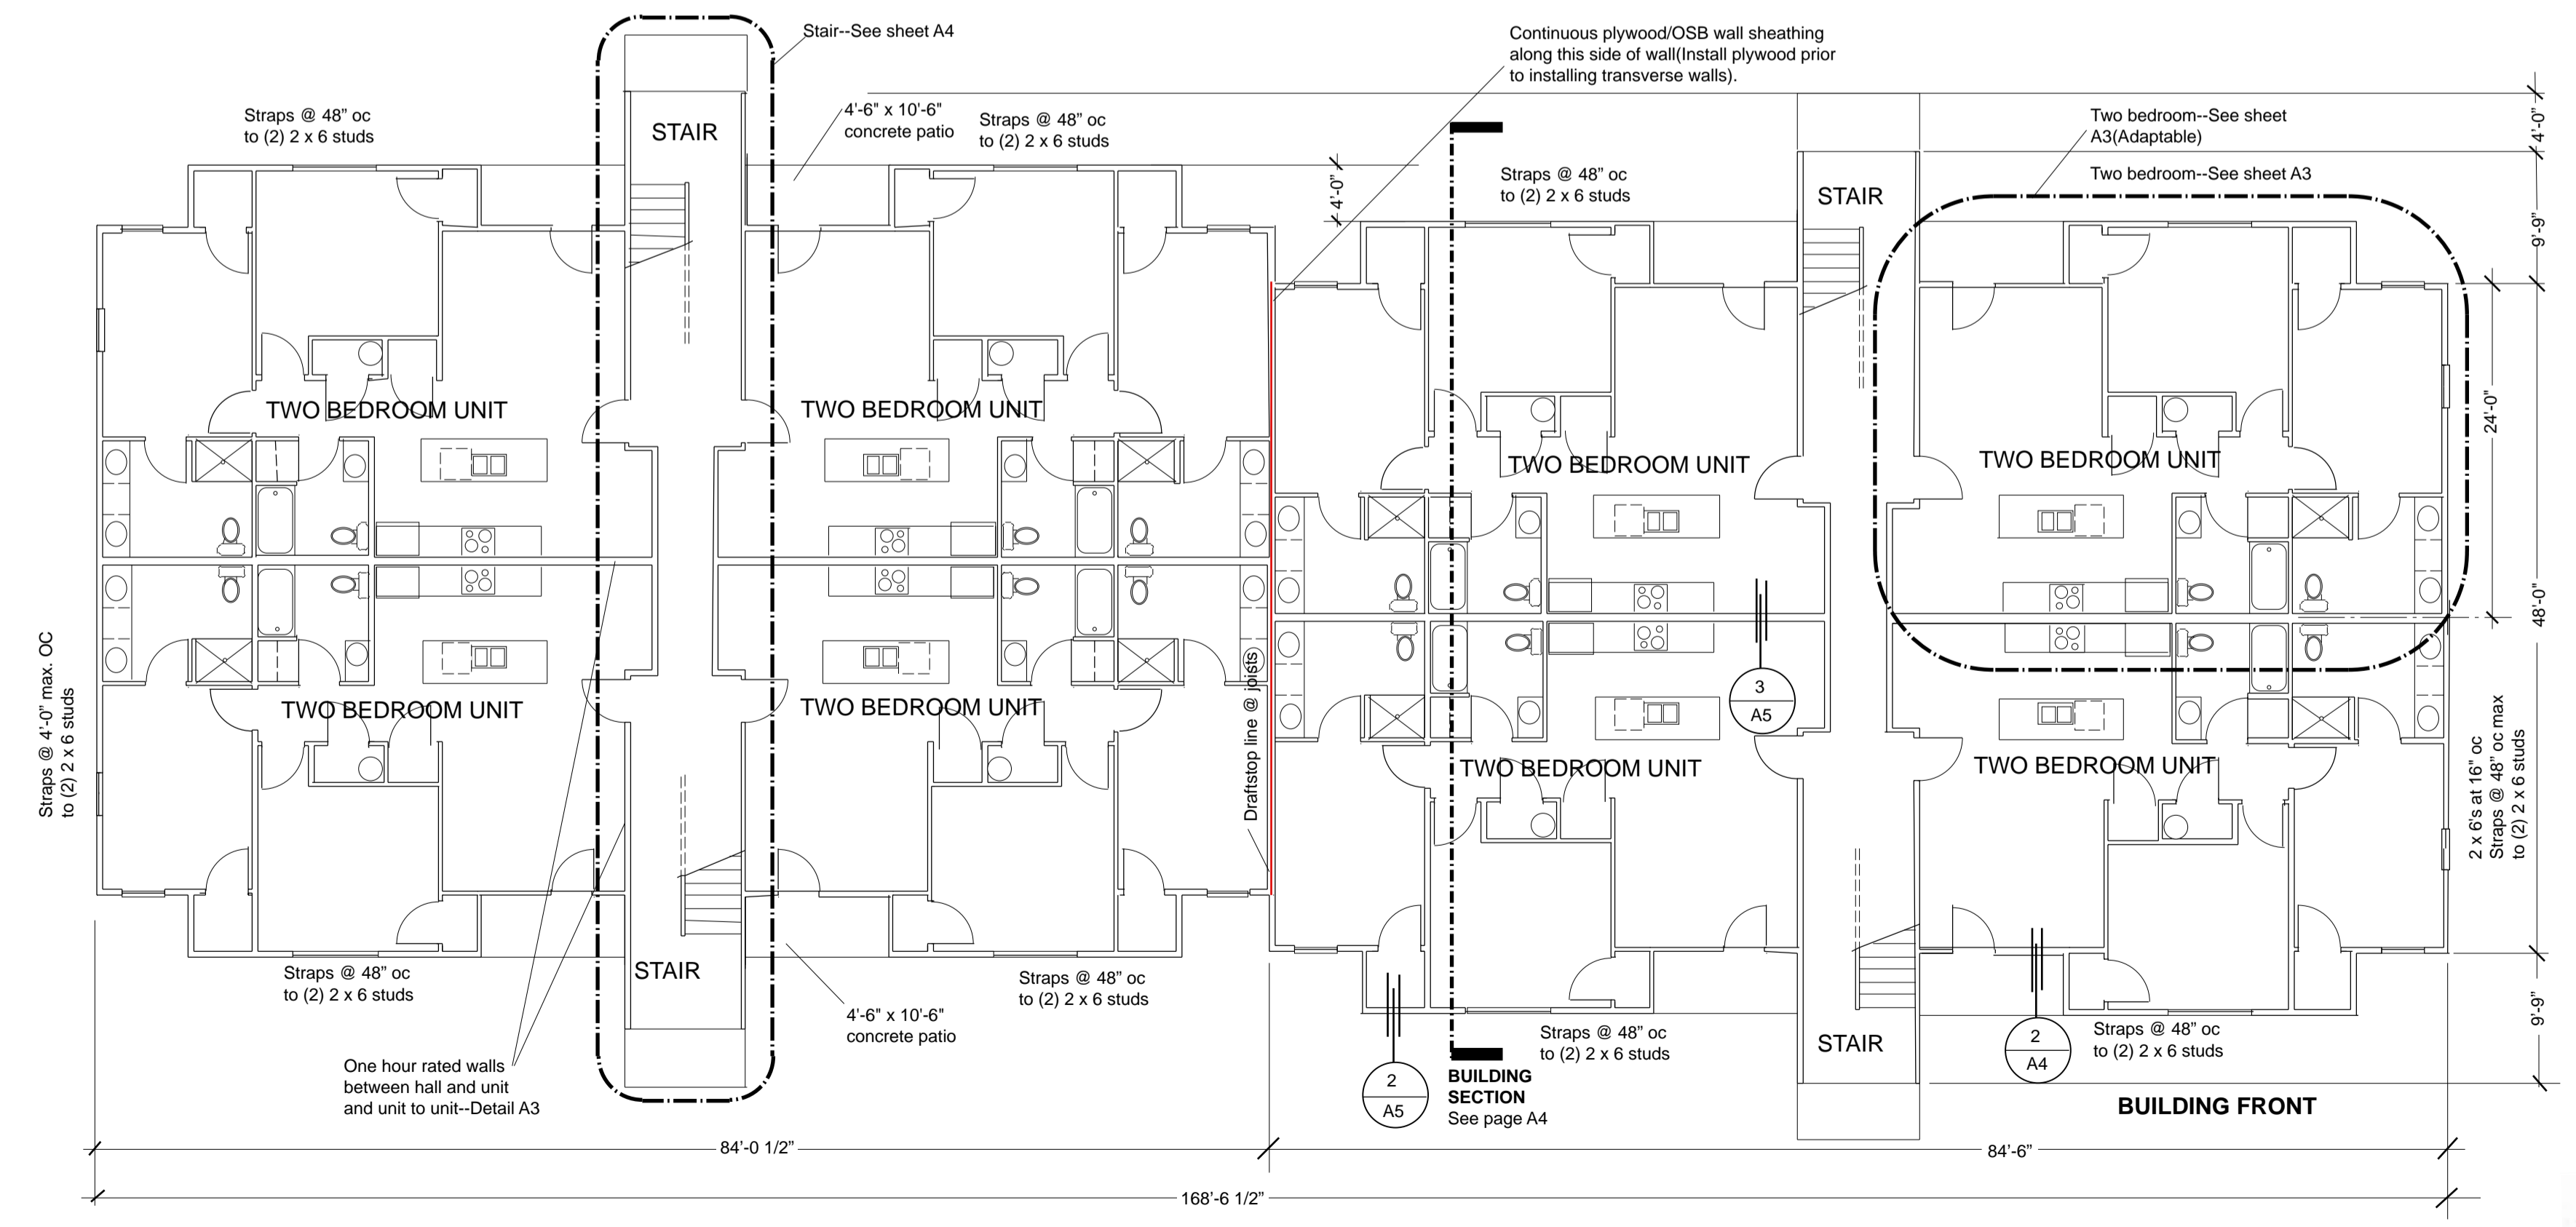 Stair--See sheet A4
Continuous plywood/OSB wall sheathing
along this side of wall(Install plywood prior
to installing transverse walls).
Straps @ 48” oc
to (2) 2 x 6 studs
STAIR
4'-6" x 10'-6"
concrete patio
Straps @ 48” oc
to (2) 2 x 6 studs
4'-0"
Straps @ 48” oc
to (2) 2 x 6 studs
STAIR
Two bedroom--See sheet
A3(Adaptable)
Two bedroom--See sheet A3
4'-0"
9'-9"
TWO BEDROOM UNIT
TWO BEDROOM UNIT
TWO BEDROOM UNIT
TWO BEDROOM UNIT
24'-0"
48'-0"
Straps @ 4'-0” max. OC
to (2) 2 x 6 studs
TWO BEDROOM UNIT
TWO BEDROOM UNIT
Draftstop line @ joists
3
A5
TWO BEDROOM UNIT
TWO BEDROOM UNIT
2 x 6's at 16" oc
Straps @ 48” oc max
to (2) 2 x 6 studs
Straps @ 48” oc
to (2) 2 x 6 studs
STAIR
4'-6" x 10'-6"
concrete patio
Straps @ 48” oc
to (2) 2 x 6 studs
One hour rated walls
between hall and unit
and unit to unit--Detail A3
2
A5
BUILDING
SECTION
See page A4
Straps @ 48” oc
to (2) 2 x 6 studs
STAIR
2
A4
Straps @ 48” oc
to (2) 2 x 6 studs
9’-9”
BUILDING FRONT
84’-0 1/2”
84’-6”
168’-6 1/2”